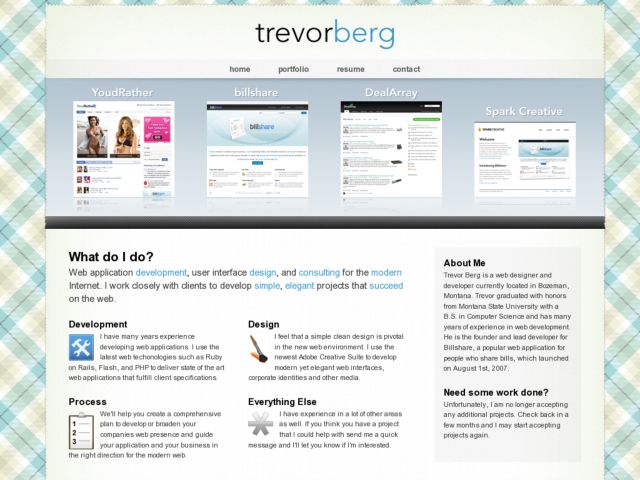 trevorberg
home portfolio resume contact
YoudRather billshare DealArray Spark Creative
What do I do?
Web application development, user interface design, and consulting for the modern
Internet. I work closely with clients to develop simple, elegant projects that succeed
on the web.
Development
I have many years experience
developing web applications. I use the
latest web techonologies such as Ruby
on Rails, Flash, and PHP to deliver state of the art
web applications that fulfill client specifications.
Design
I feel that a simple clean design is pivotal
in the new web environment. I use the
newest Adobe Creative Suite to develop
modern yet elegant web interfaces,
corporate identities and other media.
Process
1
2
3
We'll help you create a comprehensive
plan to develop or broaden your
companies web presence and guide
your application and your business in
the right direction for the modern web.
Everything Else
I have experience in a lot of other areas
as well. If you think you have a project
that I could help with send me a quick
message and I'll let you know if I'm interested.
About Me
Trevor Berg is a web designer and
developer currently located in Bozeman,
Montana. Trevor graduated with honors
from Montana State University with a
B.S. in Computer Science and has many
years of experience in web development.
He is the founder and lead developer for
Billshare, a popular web application for
people who share bills, which launched
on August 1st, 2007.
Need some work done?
Unfortunately, I am no longer accepting
any additional projects. Check back in a
few months and I may start accepting
projects again.